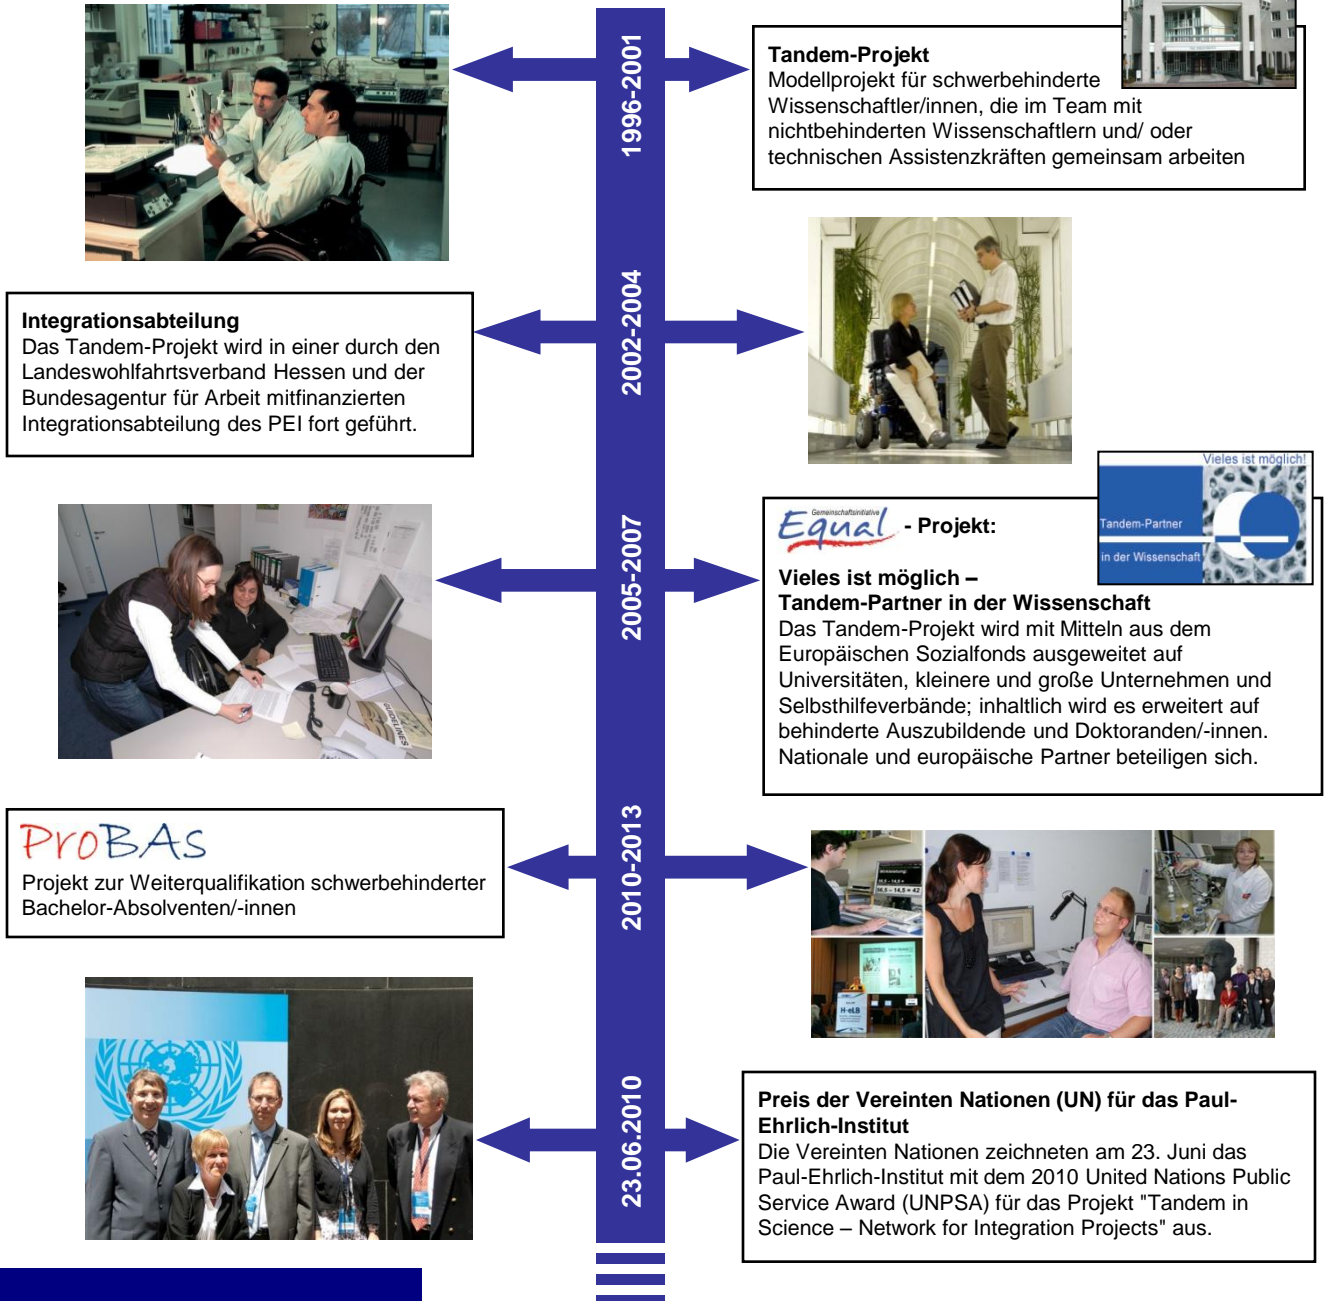 1996-2001
Tandem-Projekt
Modellprojekt für schwerbehinderte
Wissenschaftler/innen, die im Team mit
nichtbehinderten Wissenschaftlern und/ oder
technischen Assistenzkräften gemeinsam arbeiten
2002-2004
Integrationsabteilung
Das Tandem-Projekt wird in einer durch den
Landeswohlfahrtsverband Hessen und der
Bundesagentur für Arbeit mitfinanzierten
Integrationsabteilung des PEI fort geführt.
2005-2007
Vieles ist möglich!
Tandem-Partner
in der Wissenschaft
Gemeinschaftsinitiative
Equal - Projekt:
Vieles ist möglich –
Tandem-Partner in der Wissenschaft
Das Tandem-Projekt wird mit Mitteln aus dem
Europäischen Sozialfonds ausgeweitet auf
Universitäten, kleinere und große Unternehmen und
Selbsthilfeverbände; inhaltlich wird es erweitert auf
behinderte Auszubildende und Doktoranden/-innen.
Nationale und europäische Partner beteiligen sich.
GUIDELINES
2010-2013
ProBAs
Projekt zur Weiterqualifikation schwerbehinderter
Bachelor-Absolventen/-innen
H-eLB
23.06.2010
Preis der Vereinten Nationen (UN) für das Paul-
Ehrlich-Institut
Die Vereinten Nationen zeichneten am 23. Juni das
Paul-Ehrlich-Institut mit dem 2010 United Nations Public
Service Award (UNPSA) für das Projekt "Tandem in
Science – Network for Integration Projects" aus.